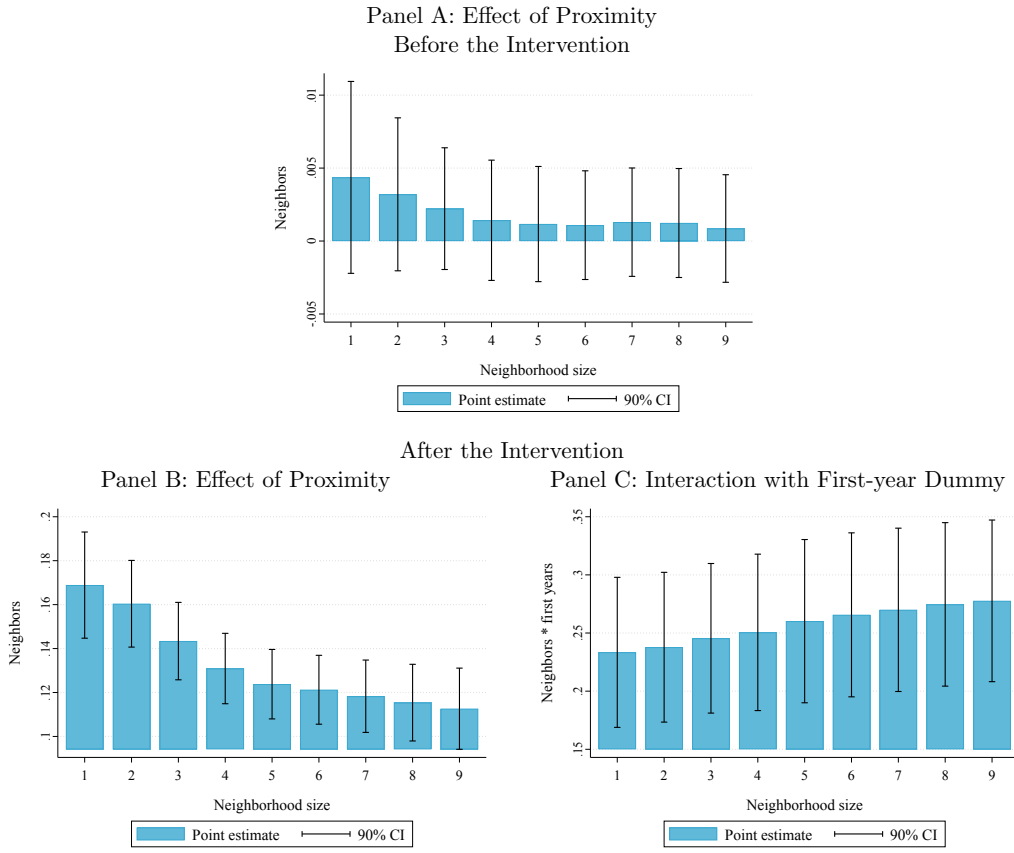 Panel A: Effect of Proximity
Before the Intervention
Neighbors
.01
.005
0
-.005
1 2 3 4 5 6 7 8 9
Neighborhood size
Point estimate 90% CI
After the Intervention
Panel B: Effect of Proximity
Neighbors
.2
.18
.16
.14
.12
.1
1 2 3 4 5 6 7 8 9
Neighborhood size
Point estimate 90% CI
Panel C: Interaction with First-year Dummy
Neighbors * first years
.35
.3
.25
.2
.15
1 2 3 4 5 6 7 8 9
Neighborhood size
Point estimate 90% CI